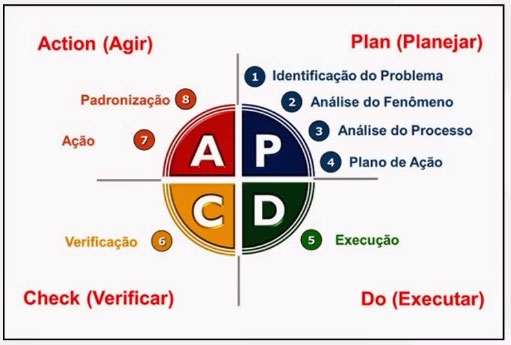 Action (Agir)
Plan (Planejar)
1 Identificação do Problema
2 Análise do Fenômeno
3 Análise do Processo
4 Plano de Ação
8 Padronização
7 Ação
A P
C D
6 Verificação
5 Execução
Check (Verificar)
Do (Executar)